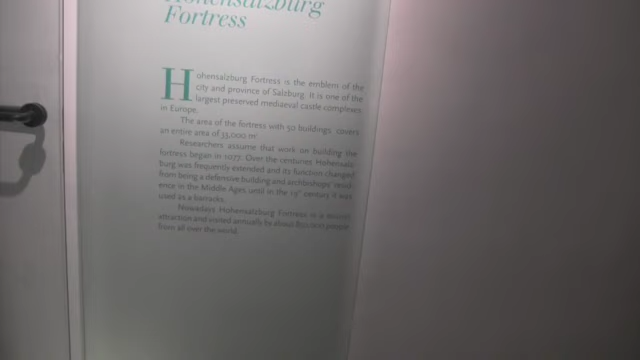 Hohensalzburg
Fortress
Hohensalzburg Fortress is the emblem of the
city and province of Salzburg. It is one of the
largest preserved mediaeval castle complexes
in Europe.
The area of the fortress with 50 buildings covers
an entire area of 33,000 m²
Researchers assume that work on building the
fortress began in 1077. Over the centuries Hohensalz-
burg was frequently extended and its function changed
from being a defensive building and archbishops' resid-
ence in the Middle Ages until in the 19th century it was
used as a barracks.
Nowadays Hohensalzburg Fortress is a
attraction and visited annually by about people
from all over the world.